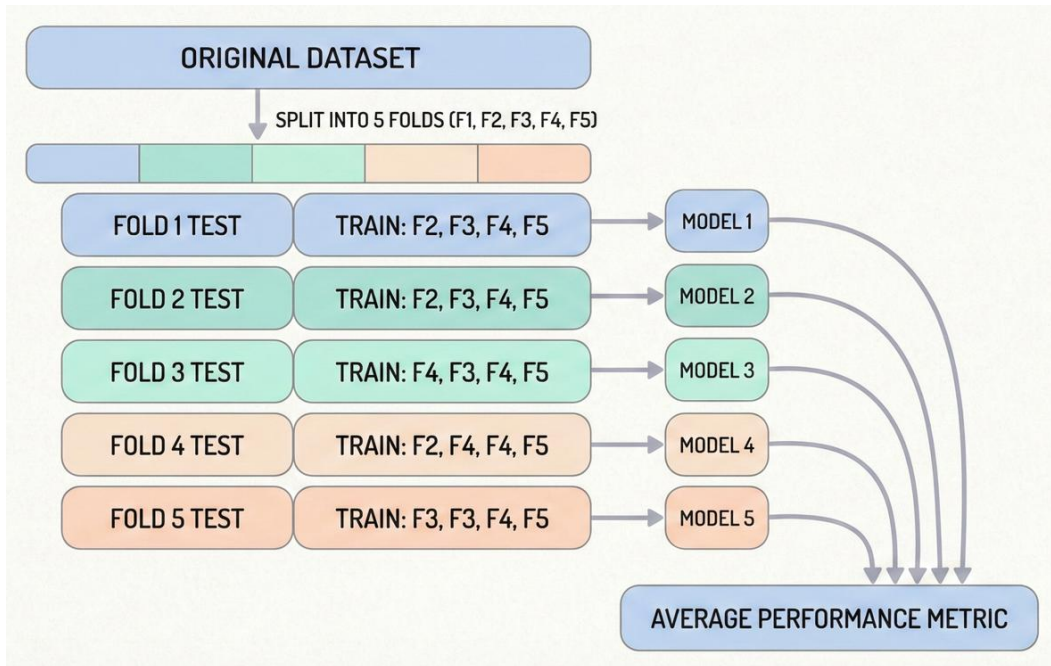 ORIGINAL DATASET
SPLIT INTO 5 FOLDS (F1, F2, F3, F4, F5)
FOLD 1 TEST
TRAIN: F2, F3, F4, F5
MODEL 1
FOLD 2 TEST
TRAIN: F2, F3, F4, F5
MODEL 2
FOLD 3 TEST
TRAIN: F4, F3, F4, F5
MODEL 3
FOLD 4 TEST
TRAIN: F2, F4, F4, F5
MODEL 4
FOLD 5 TEST
TRAIN: F3, F3, F4, F5
MODEL 5
AVERAGE PERFORMANCE METRIC